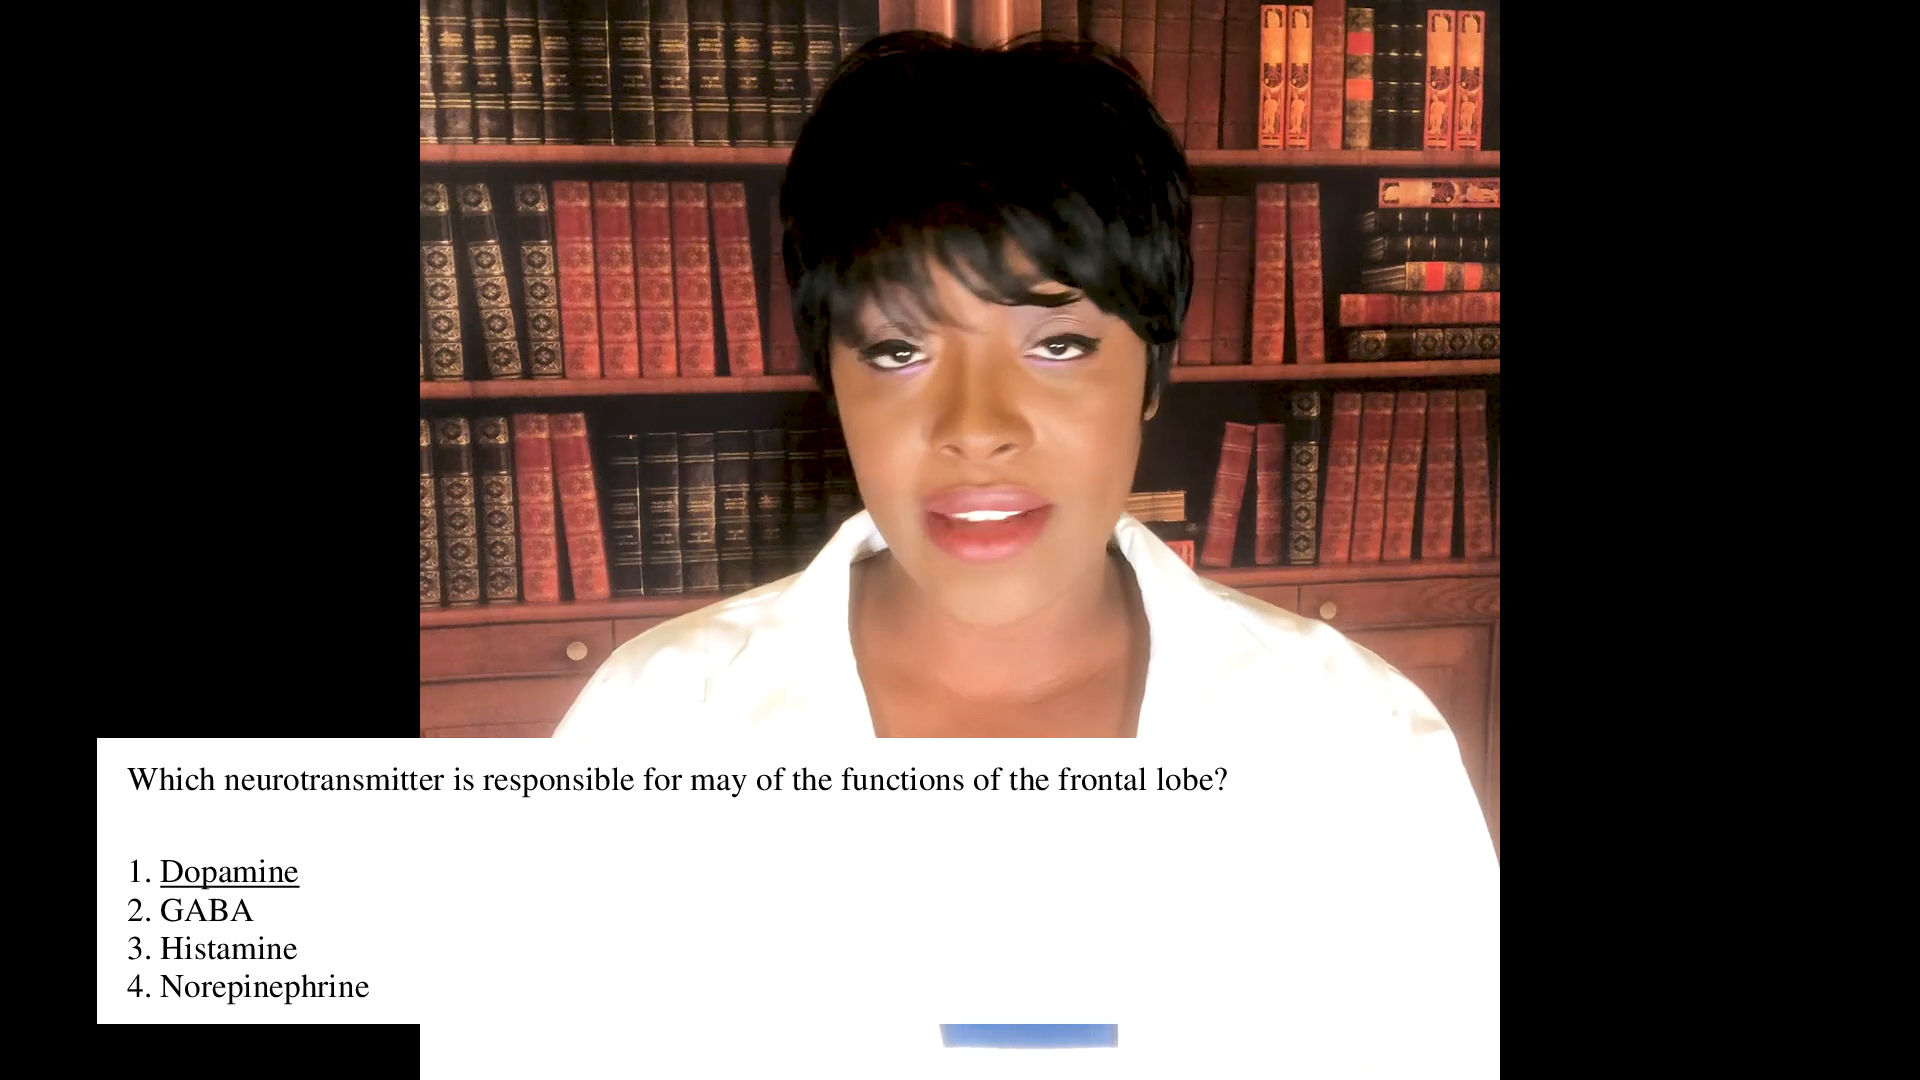 Which neurotransmitter is responsible for may of the functions of the frontal lobe?
1. Dopamine
2. GABA
3. Histamine
4. Norepinephrine